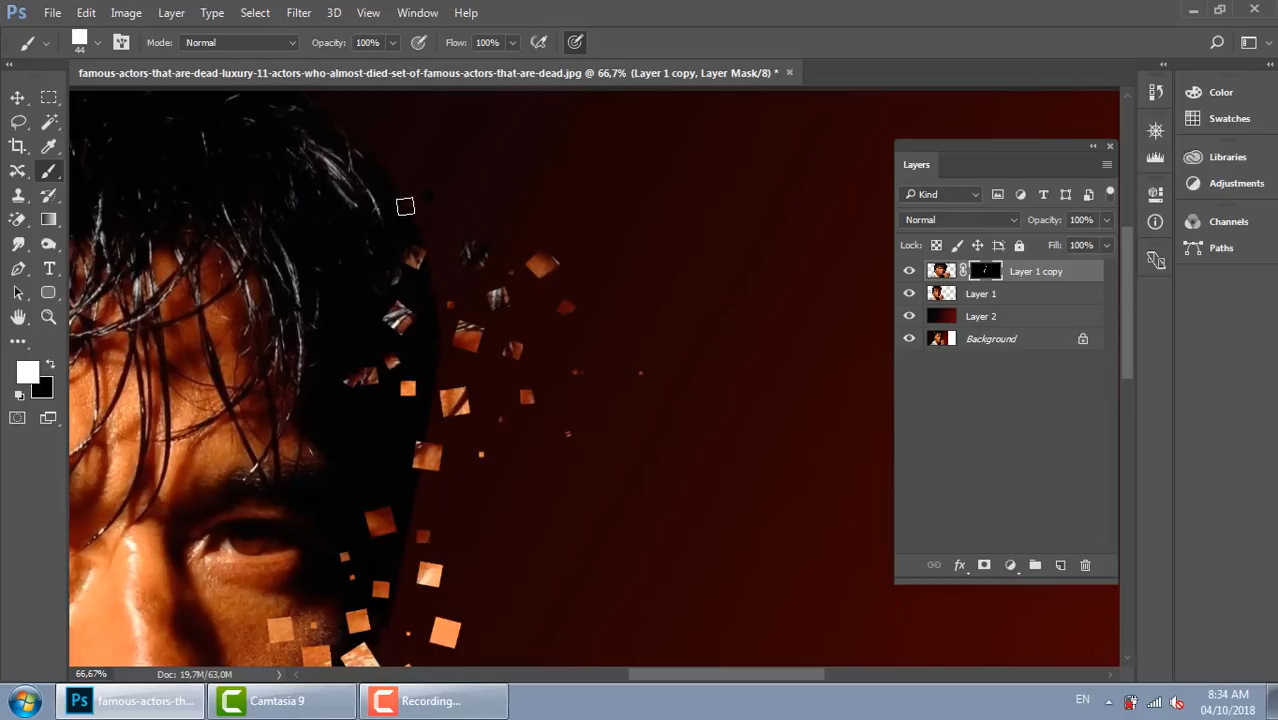 Ps File Edit Image Layer Type Select Filter 3D View Window Help
44 Mode: Normal Opacity: 100% Flow: 100%
famous-actors-that-are-dead-luxury-11-actors-who-almost-died-set-of-famous-actors-that-are-dead.jpg @ 66,7% (Layer 1 copy, Layer Mask/8) *
Color
Swatches
Libraries
Adjustments
Channels
Paths
Layers
Kind
Normal Opacity: 100%
Lock: Fill: 100%
Layer 1 copy
Layer 1
Layer 2
Background
fx
66,67% Doc: 19,7M/63,0M
Ps famous-actors-th... Camtasia 9 Recording... EN 8:34 AM
04/10/2018